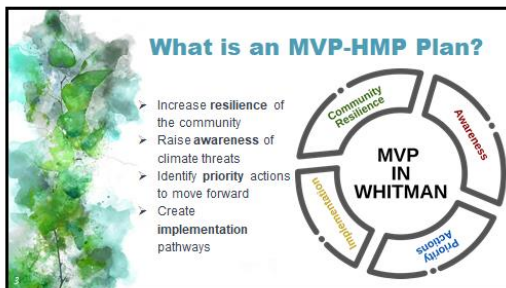 What is an MVP-HMP Plan?
Increase resilience of
the community
Raise awareness of
climate threats
Identify priority actions
to move forward
Create
implementation
pathways
Community
Resilience
Awareness
MVP
IN
WHITMAN
Implementation
Priority
Actions
3